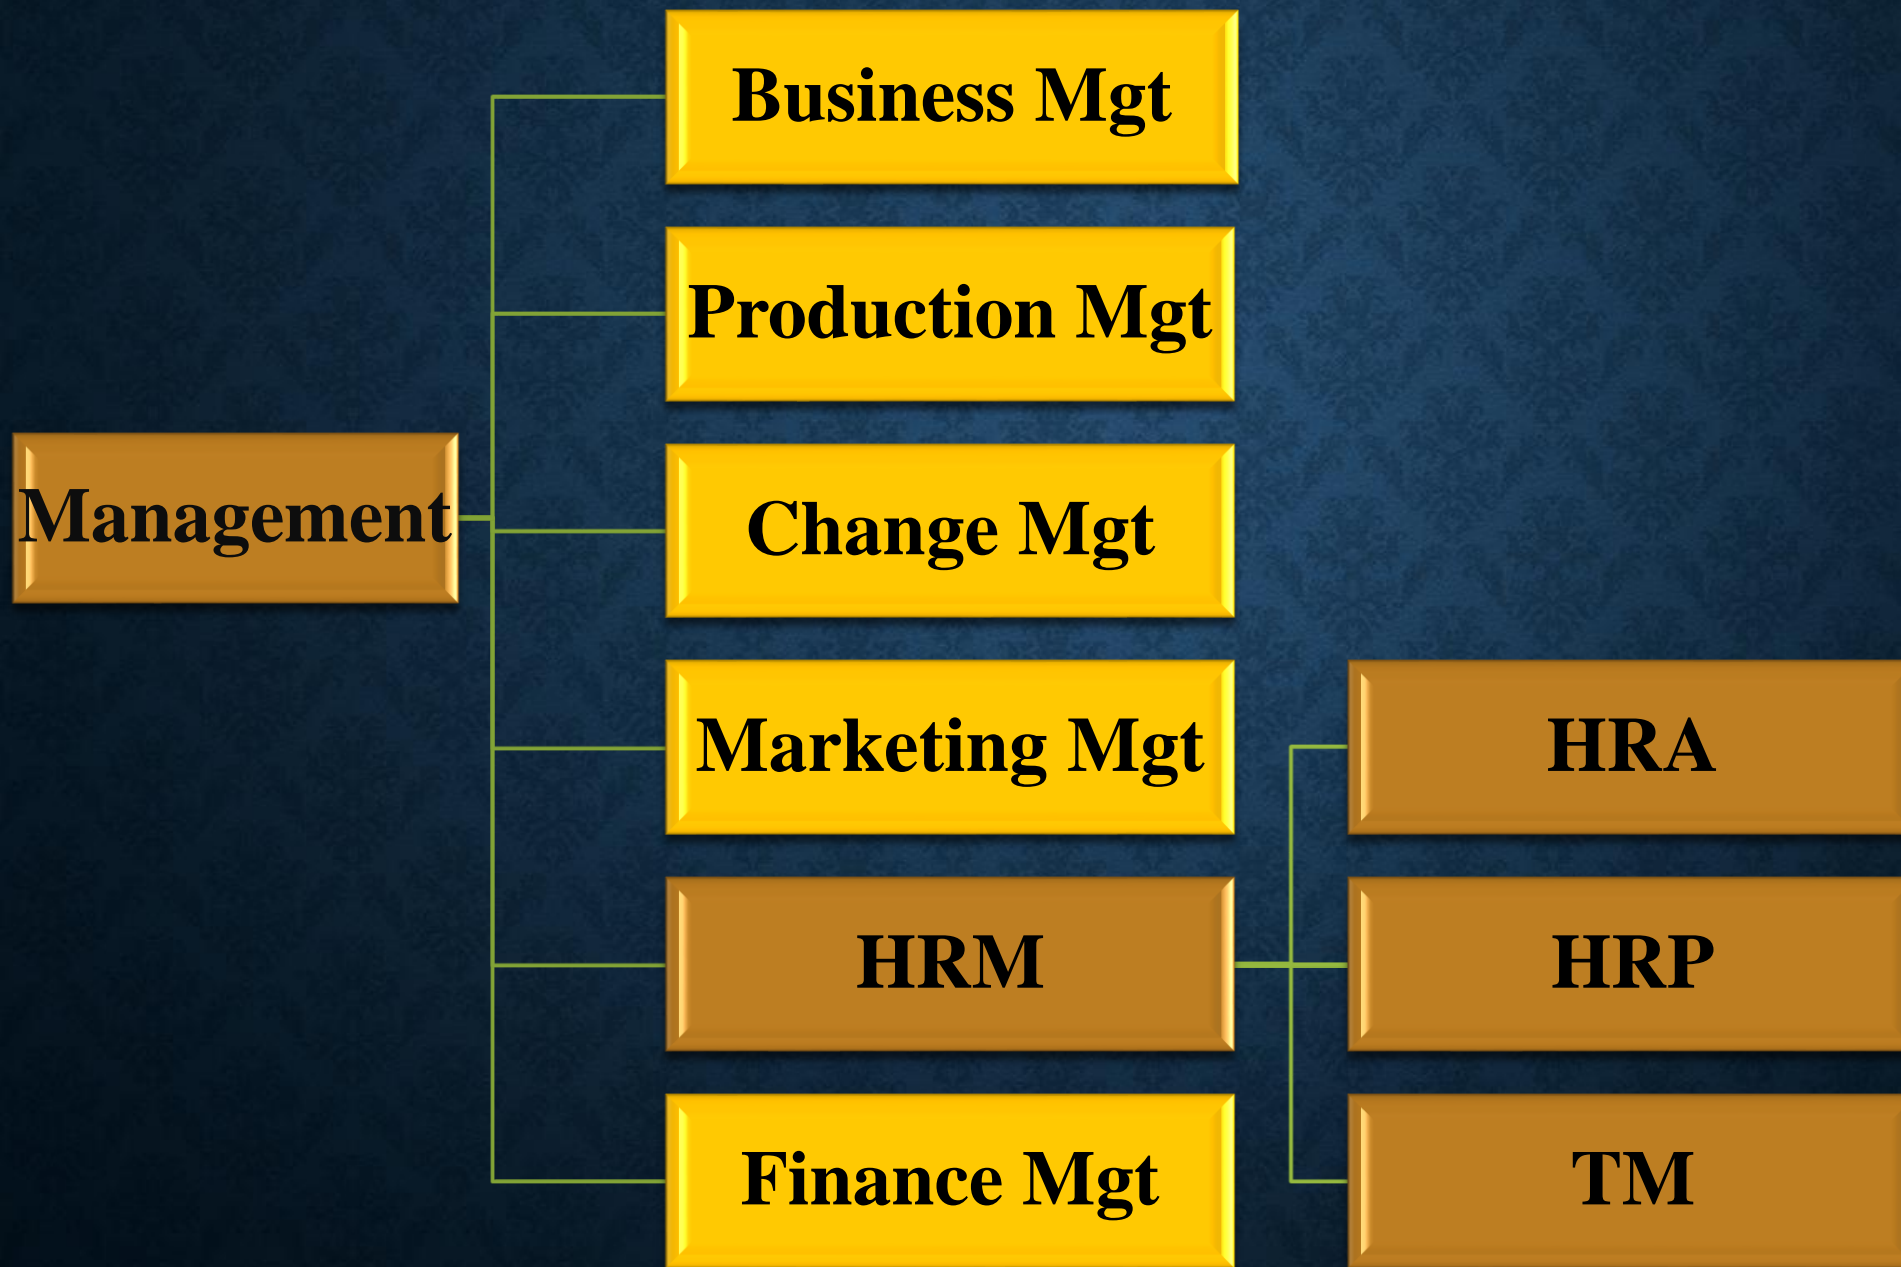 Business Mgt
Production Mgt
Management
Change Mgt
Marketing Mgt
HRA
HRM
HRP
Finance Mgt
TM